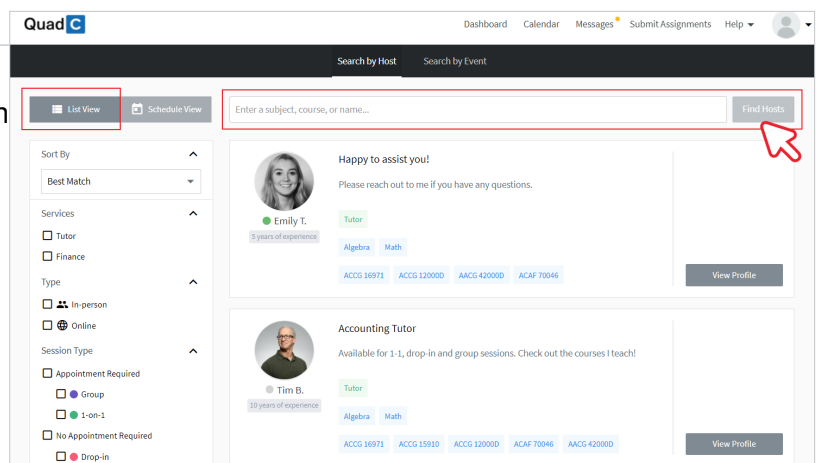 Quad C
Dashboard Calendar Messages Submit Assignments Help
Search by Host Search by Event
n
List View Schedule View
Enter a subject, course, or name... Find Hosts
Sort By
Best Match
Services
Tutor
Finance
Type
In-person
Online
Session Type
Appointment Required
Group
1-on-1
No Appointment Required
Drop-in
Happy to assist you!
Please reach out to me if you have any questions.
Emily T.
5 years of experience
Tutor
Algebra Math
ACCG 16971 ACCG 12000D AACG 42000D ACAF 70046
View Profile
Accounting Tutor
Available for 1-1, drop-in and group sessions. Check out the courses I teach!
Tim B.
10 years of experience
Tutor
Algebra Math
ACCG 16971 ACCG 15910 ACCG 12000D ACAF 70046 AACG 42000D
View Profile